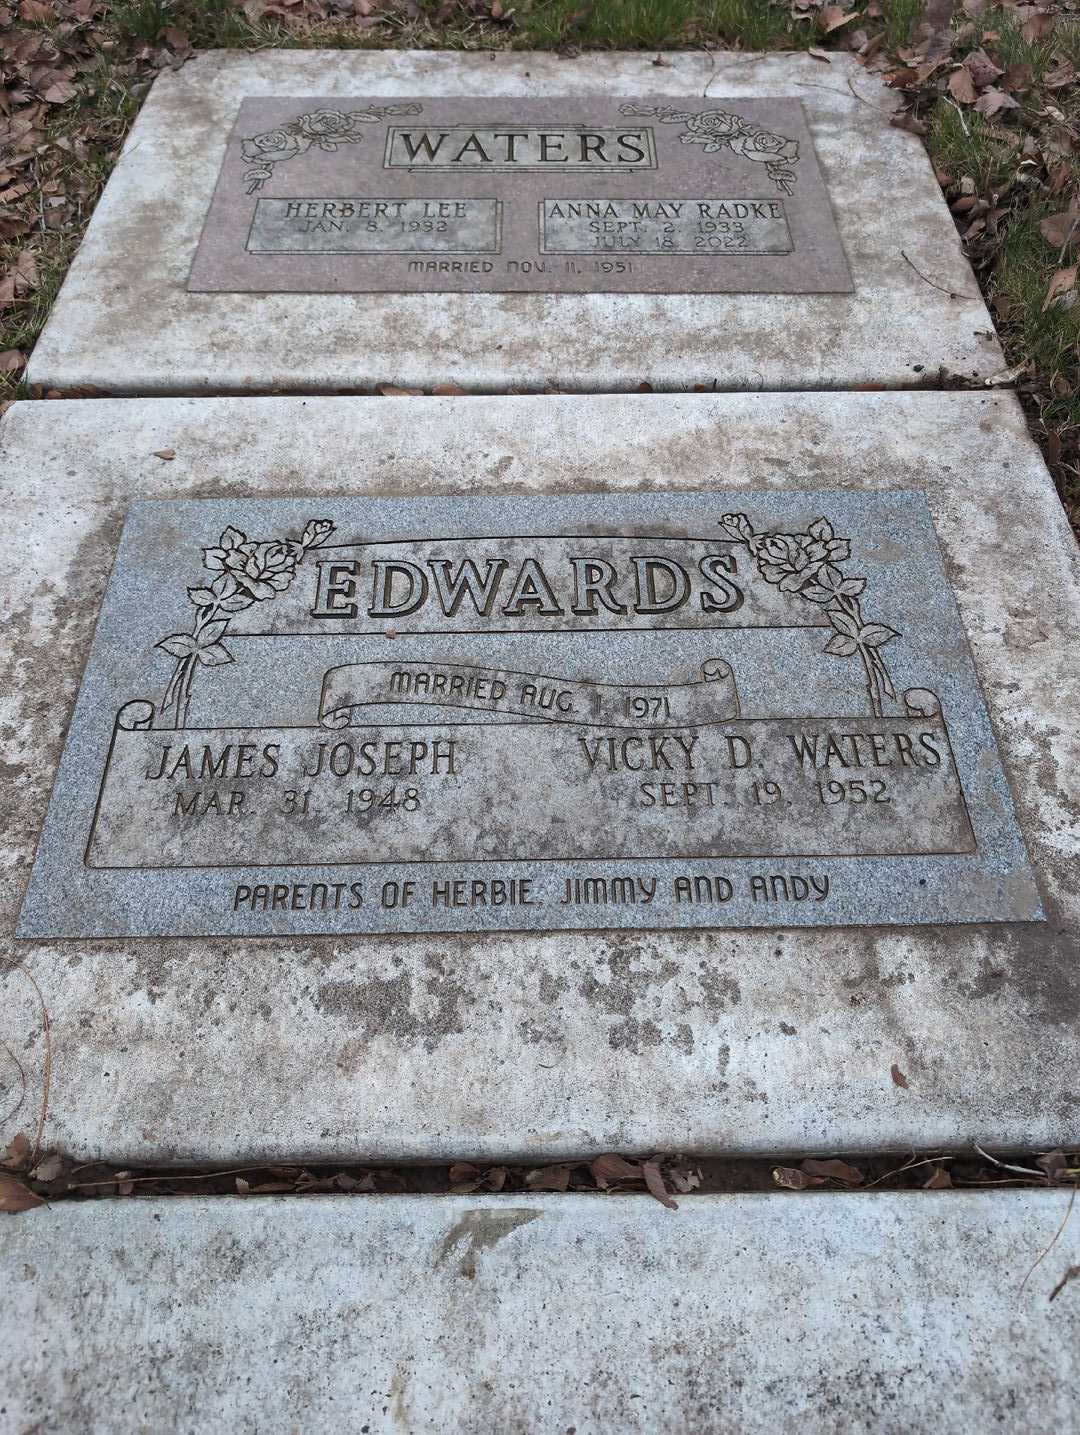 WATERS
HERBERT LEE
JAN. 8, 1932
ANNA MAY RADKE
SEPT. 2, 1933
JULY 18, 2022
MARRIED NOV. 11, 1951
EDWARDS
MARRIED AUG. 1, 1971
JAMES JOSEPH
MAR. 31, 1948
VICKY D. WATERS
SEPT. 19, 1952
PARENTS OF HERBIE, JIMMY AND ANDY